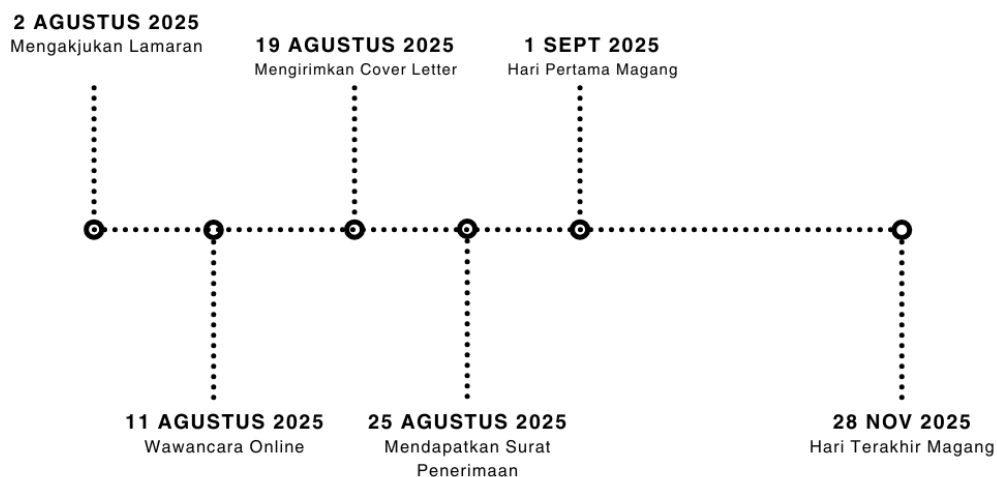 2 AGUSTUS 2025
Mengakjukan Lamaran
19 AGUSTUS 2025
Mengirimkan Cover Letter
1 SEPT 2025
Hari Pertama Magang
11 AGUSTUS 2025
Wawancara Online
25 AGUSTUS 2025
Mendapatkan Surat
Penerimaan
28 NOV 2025
Hari Terakhir Magang